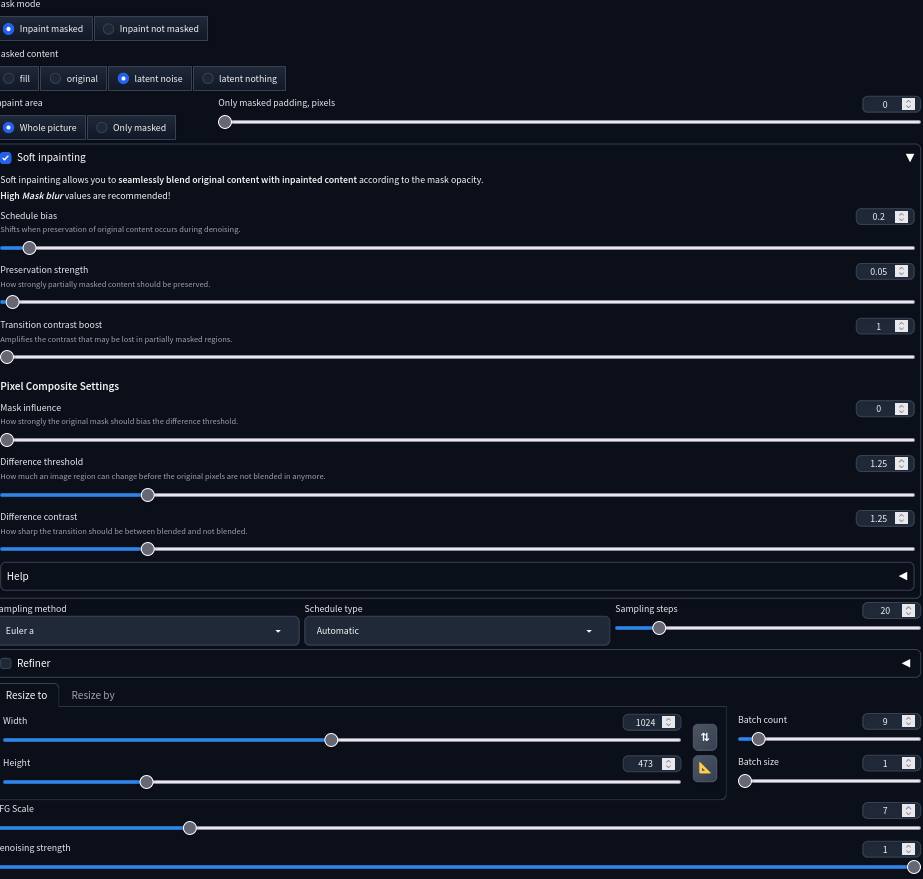 ask mode
Inpaint masked
Inpaint not masked
asked content
fill
original
latent noise
latent nothing
paint area
Only masked padding, pixels
0
Whole picture
Only masked
Soft inpainting
Soft inpainting allows you to seamlessly blend original content with inpainted content according to the mask opacity.
High Mask blur values are recommended!
Schedule bias
0.2
Shifts when preservation of original content occurs during denoising.
Preservation strength
0.05
How strongly partially masked content should be preserved.
Transition contrast boost
1
Amplifies the contrast that may be lost in partially masked regions.
Pixel Composite Settings
Mask influence
0
How strongly the original mask should bias the difference threshold.
Difference threshold
1.25
How much an image region can change before the original pixels are not blended in anymore.
Difference contrast
1.25
How sharp the transition should be between blended and not blended.
Help
ampling method
Schedule type
Sampling steps
20
Euler a
Automatic
Refiner
Resize to
Resize by
Width
1024
Height
473
Batch count
9
Batch size
1
FG Scale
7
enoising strength
1